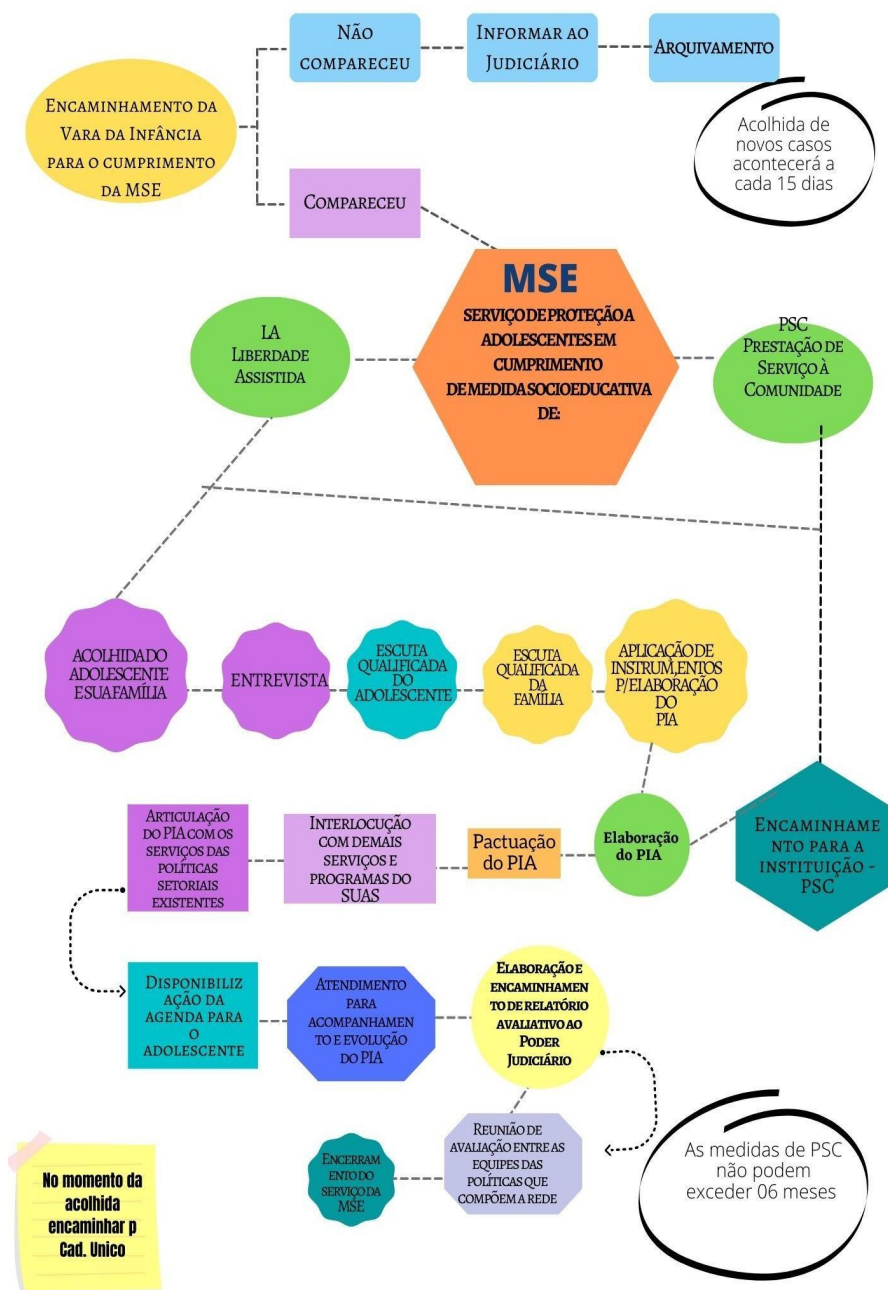 NÃO
COMPARECEU
INFORMAR AO
JUDICIÁRIO
ARQUIVAMENTO
ENCAMINHAMENTO DA
VARA DA INFÂNCIA
PARA O CUMPRIMENTO
DA MSE
Acolhida de
novos casos
acontecerá a
cada 15 dias
COMPARECEU
MSE
SERVIÇO DE PROTEÇÃO A
ADOLESCENTES EM
CUMPRIMENTO
DE MEDIDA SOCIOEDUCATIVA
DE:
LA
LIBERDADE
ASSISTIDA
PSC
PRESTAÇÃO DE
SERVIÇO À
COMUNIDADE
ACOLHIDA DO
ADOLESCENTE
E SUA FAMÍLIA
ENTREVISTA
ESCUTA
QUALIFICADA
DO
ADOLESCENTE
ESCUTA
QUALIFICADA
DA
FAMÍLIA
APLICAÇÃO DE
INSTRUM,ENTOS
P/ELABORAÇÃO
DO
PIA
ARTICULAÇÃO
DO PIA COM OS
SERVIÇOS DAS
POLÍTICAS
SETORIAIS
EXISTENTES
INTERLOCUÇÃO
COM DEMAIS
SERVIÇOS E
PROGRAMAS DO
SUAS
Pactuação
do PIA
Elaboração
do PIA
ENCAMINHAME
NTO PARA A
INSTITUIÇÃO -
PSC
DISPONIBILIZ
AÇÃO DA
AGENDA PARA
O
ADOLESCENTE
ATENDIMENTO
PARA
ACOMPANHAMEN
TO E EVOLUÇÃO
DO PIA
ELABORAÇÃO E
ENCAMINHAMEN
TO DE RELATÓRIO
AVALIATIVO AO
PODER
JUDICIÁRIO
REUNIÃO DE
AVALIAÇÃO ENTRE AS
EQUIPES DAS
POLÍTICAS QUE
COMPÕEM A REDE
ENCERRAM
ENTO DO
SERVIÇO DA
MSE
As medidas de PSC
não podem
exceder 06 meses
No momento da
acolhida
encaminhar p
Cad. Unico